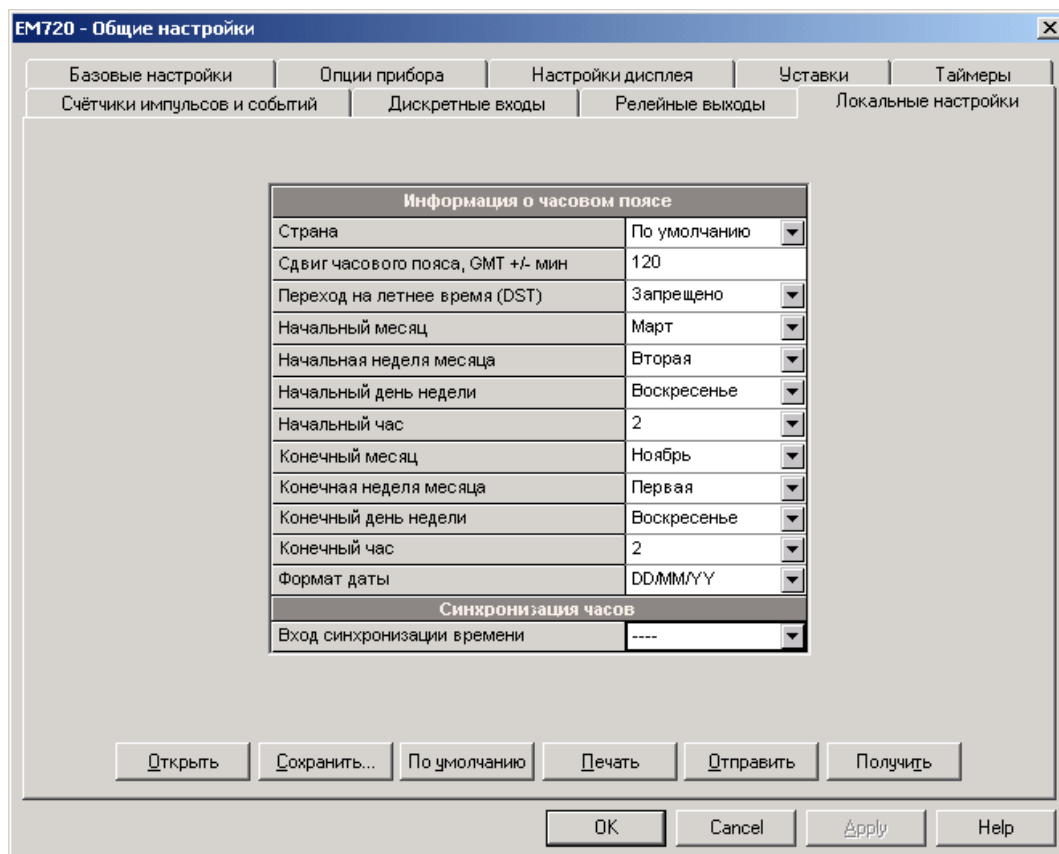 EM720 - Общие настройки
Базовые настройки Опции прибора Настройки дисплея Уставки Таймеры
Счётчики импульсов и событий Дискретные входы Релейные выходы Локальные настройки
Информация о часовом поясе
Страна По умолчанию
Сдвиг часового пояса, GMT +/- мин 120
Переход на летнее время (DST) Запрещено
Начальный месяц Март
Начальная неделя месяца Вторая
Начальный день недели Воскресенье
Начальный час 2
Конечный месяц Ноябрь
Конечная неделя месяца Первая
Конечный день недели Воскресенье
Конечный час 2
Формат даты DD/MM/YY
Синхронизация часов
Вход синхронизации времени ----
Открыть Сохранить... По умолчанию Печать Отправить Получить
OK Cancel Apply Help